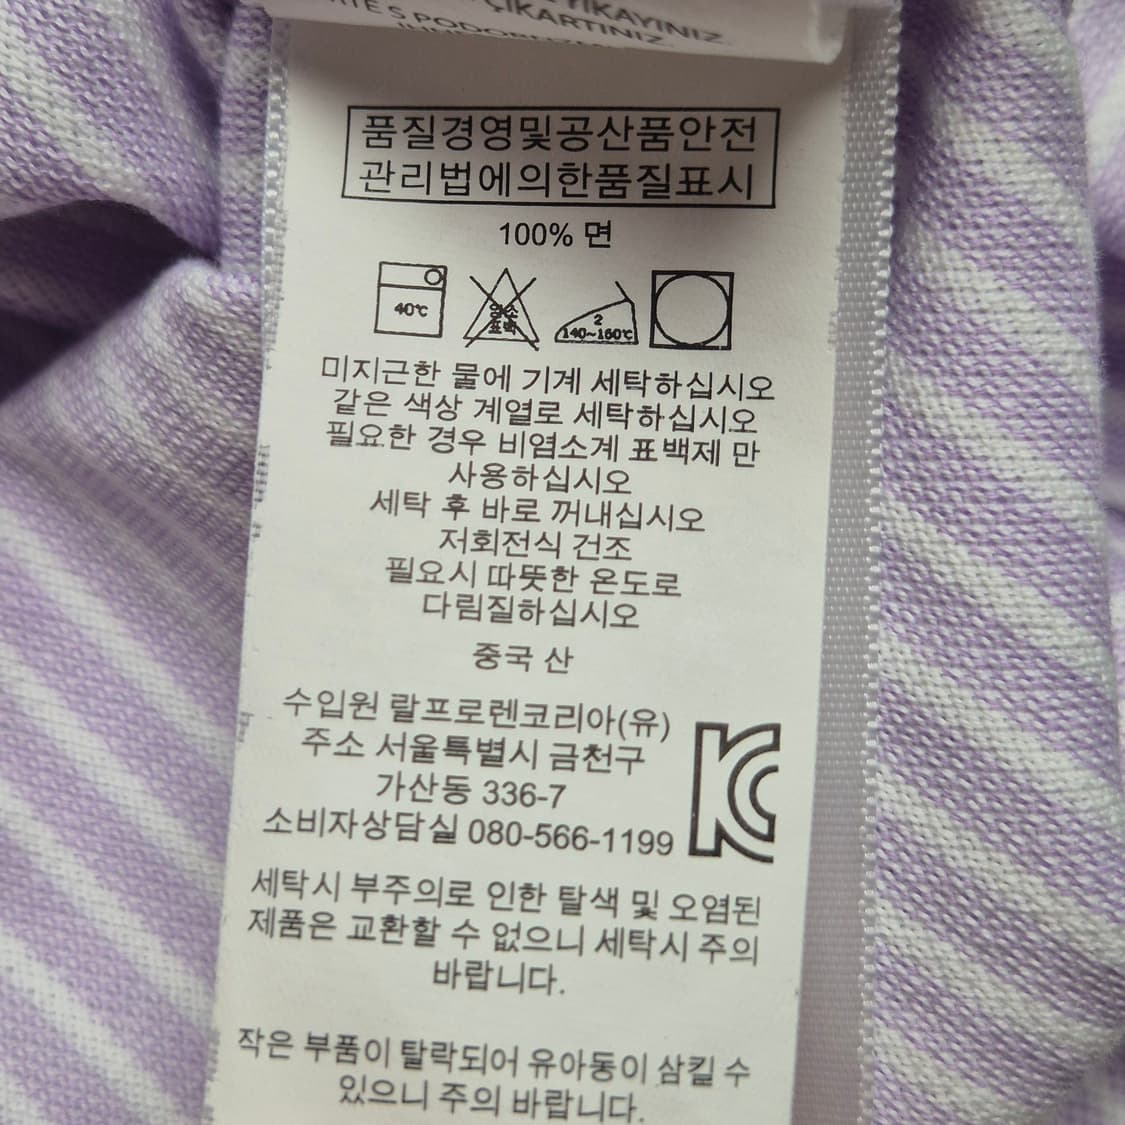 YIKAYINIZ.
ÇIKARTINIZ.
품질경영및공산품안전
관리법에의한품질표시
100% 면
40℃
염소
표백
2
140~160℃
미지근한 물에 기계 세탁하십시오
같은 색상 계열로 세탁하십시오
필요한 경우 비염소계 표백제 만
사용하십시오
세탁 후 바로 꺼내십시오
저회전식 건조
필요시 따뜻한 온도로
다림질하십시오
중국 산
수입원 랄프로렌코리아(유)
주소 서울특별시 금천구
가산동 336-7
소비자상담실 080-566-1199
세탁시 부주의로 인한 탈색 및 오염된
제품은 교환할 수 없으니 세탁시 주의
바랍니다.
작은 부품이 탈락되어 유아동이 삼킬 수
있으니 주의 바랍니다.